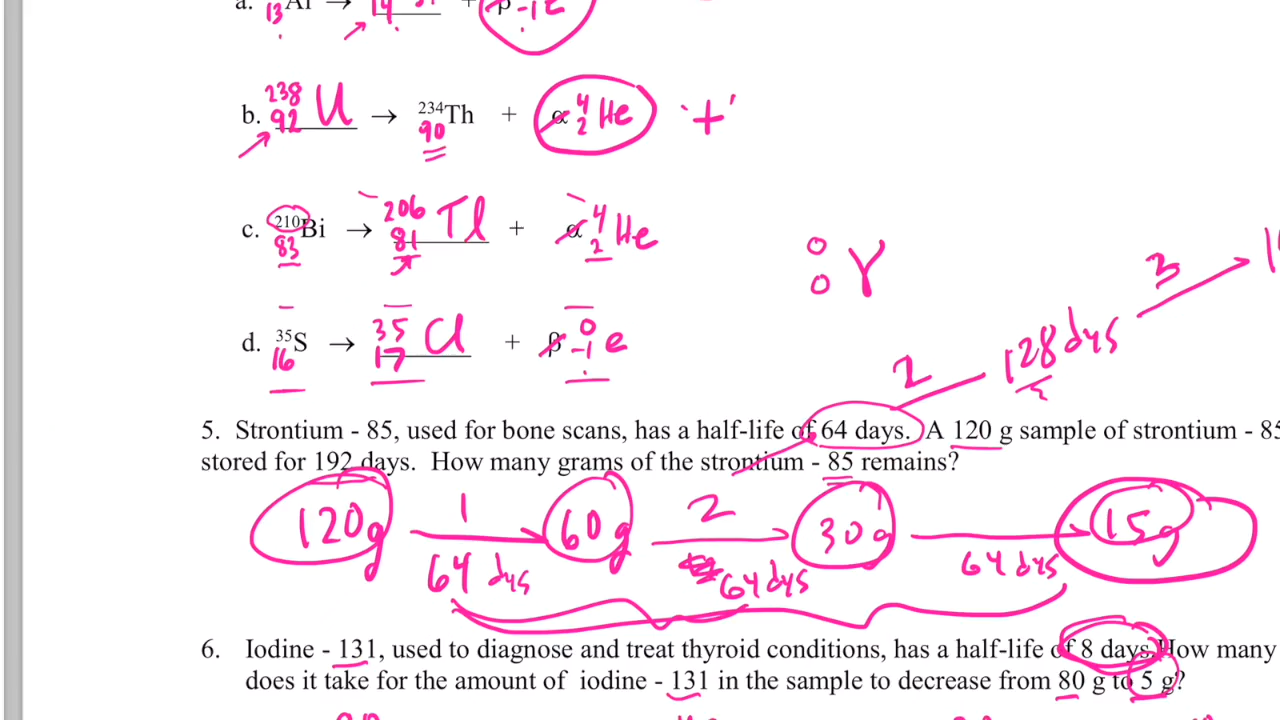 a. 13 Al → 14 + β -1 e
b. 238 92 U → 234 90 Th + α 4 2 He '+'
c. 210 83 Bi → 206 81 Tl + α 4 2 He
0 0 γ
3
d. 35 16 S → 35 17 Cl + β 0 -1 e
2 128 dys
5. Strontium - 85, used for bone scans, has a half-life of 64 days. A 120 g sample of strontium - 85
stored for 192 days. How many grams of the strontium - 85 remains?
120g 1 60g 2 30g 15g
64 dys 64 dys 64 dys
6. Iodine - 131, used to diagnose and treat thyroid conditions, has a half-life of 8 days. How many
does it take for the amount of iodine - 131 in the sample to decrease from 80 g to 5 g?